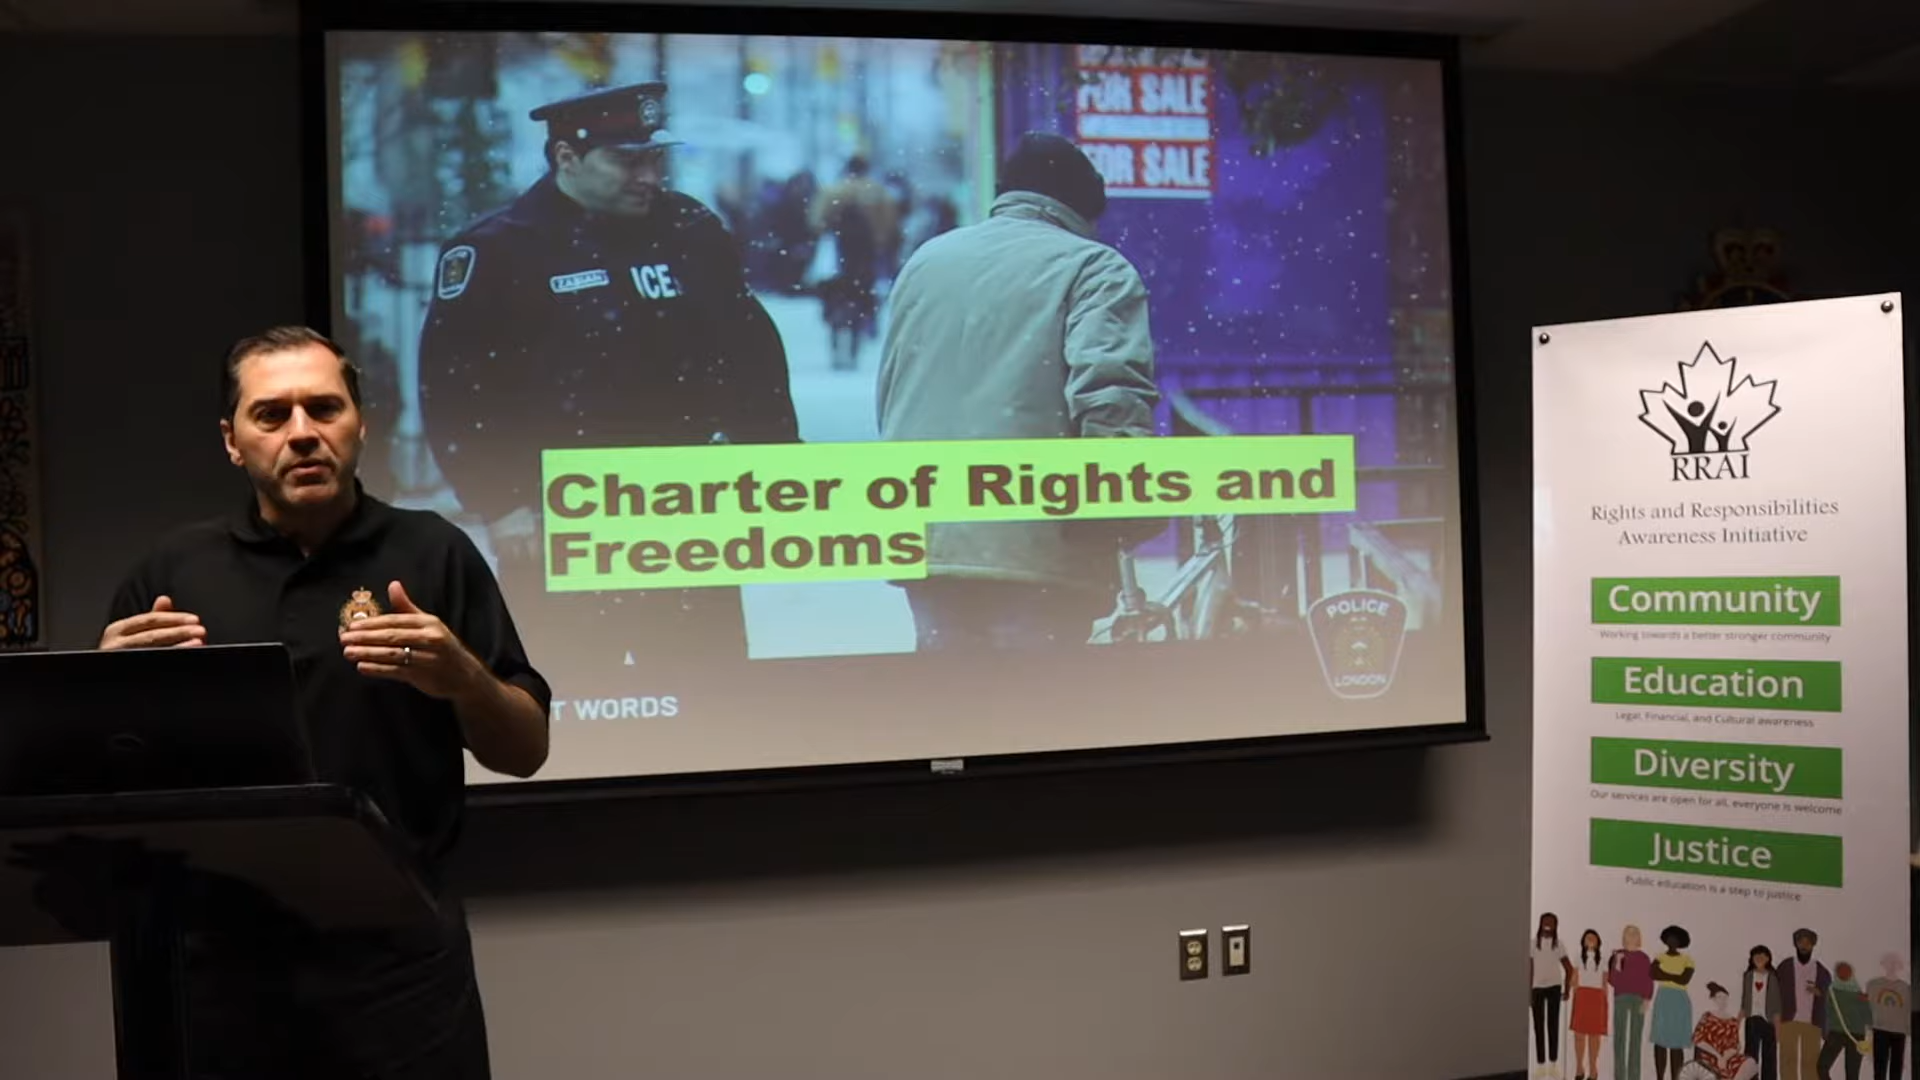 FOR SALE
FOR SALE
ZABIAN
ICE
Charter of Rights and
Freedoms
POLICE
LONDON
T WORDS
RRAI
Rights and Responsibilities
Awareness Initiative
Community
Working towards a better stronger community
Education
Legal, Financial, and Cultural awareness
Diversity
Our services are open for all, everyone is welcome
Justice
Public education is a step to justice